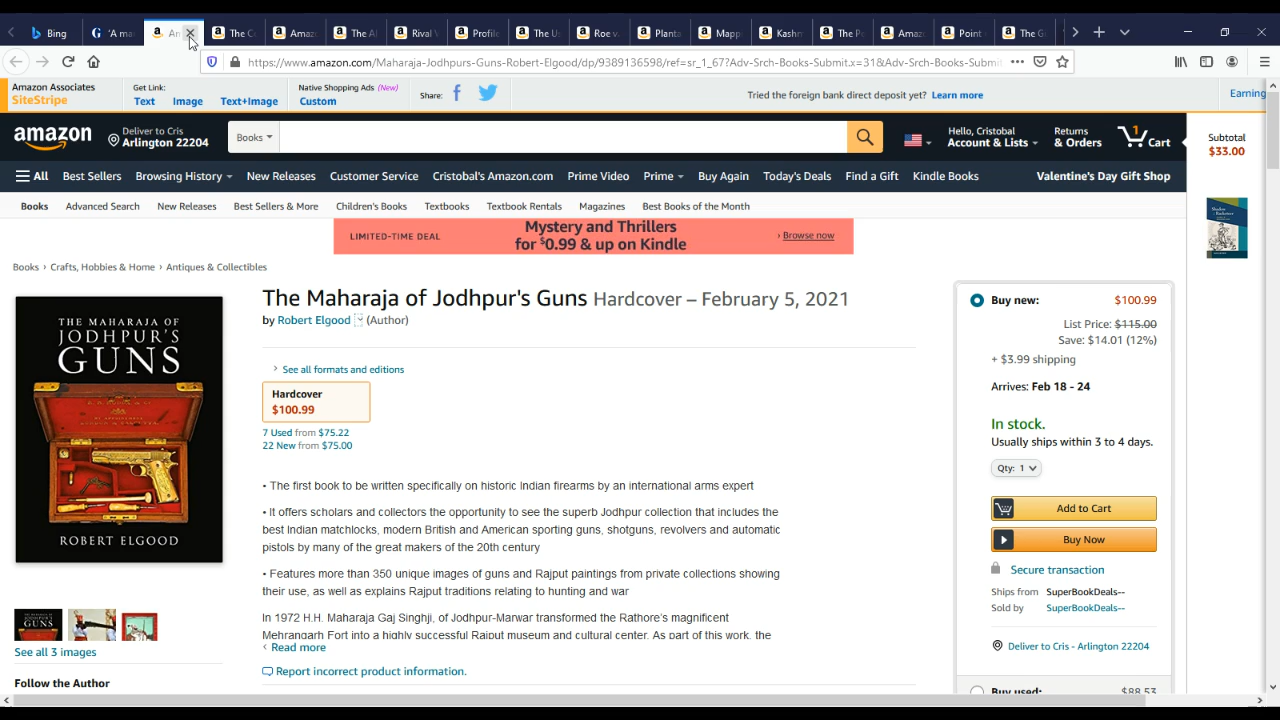 Bing
'A ma
An
The C
Amaz
The Al
Rival V
Profile
The Us
Roe v.
Planta
Mapp
Kashm
The Po
Amaz
Point
The G
https://www.amazon.com/Maharaja-Jodhpurs-Guns-Robert-Elgood/dp/9389136598/ref=sr_1_67?Adv-Srch-Books-Submit.x=31&Adv-Srch-Books-Submit
Amazon Associates
SiteStripe
Get Link:
Text Image Text+Image
Native Shopping Ads (New)
Custom
Share:
Tried the foreign bank direct deposit yet? Learn more
Earning
amazon
Deliver to Cris
Arlington 22204
Books
Hello, Cristobal
Account & Lists
Returns
& Orders
1
Cart
Subtotal
$33.00
All Best Sellers Browsing History New Releases Customer Service Cristobal's Amazon.com Prime Video Prime Buy Again Today's Deals Find a Gift Kindle Books Valentine's Day Gift Shop
Books Advanced Search New Releases Best Sellers & More Children's Books Textbooks Textbook Rentals Magazines Best Books of the Month
LIMITED-TIME DEAL
Mystery and Thrillers
for $0.99 & up on Kindle
› Browse now
Books › Crafts, Hobbies & Home › Antiques & Collectibles
THE MAHARAJA OF
JODHPUR'S
GUNS
ROBERT ELGOOD
See all 3 images
Follow the Author
The Maharaja of Jodhpur's Guns Hardcover – February 5, 2021
by Robert Elgood (Author)
› See all formats and editions
Hardcover
$100.99
7 Used from $75.22
22 New from $75.00
• The first book to be written specifically on historic Indian firearms by an international arms expert
• It offers scholars and collectors the opportunity to see the superb Jodhpur collection that includes the
best Indian matchlocks, modern British and American sporting guns, shotguns, revolvers and automatic
pistols by many of the great makers of the 20th century
• Features more than 350 unique images of guns and Rajput paintings from private collections showing
their use, as well as explains Rajput traditions relating to hunting and war
In 1972 H.H. Maharaja Gaj Singhji, of Jodhpur-Marwar transformed the Rathore's magnificent
Mehrangarh Fort into a highly successful Rajput museum and cultural center. As part of this work, the
‹ Read more
Report incorrect product information.
Buy new: $100.99
List Price: $115.00
Save: $14.01 (12%)
+ $3.99 shipping
Arrives: Feb 18 - 24
In stock.
Usually ships within 3 to 4 days.
Qty: 1
Add to Cart
Buy Now
Secure transaction
Ships from SuperBookDeals--
Sold by SuperBookDeals--
Deliver to Cris - Arlington 22204
Buy used: $88.53